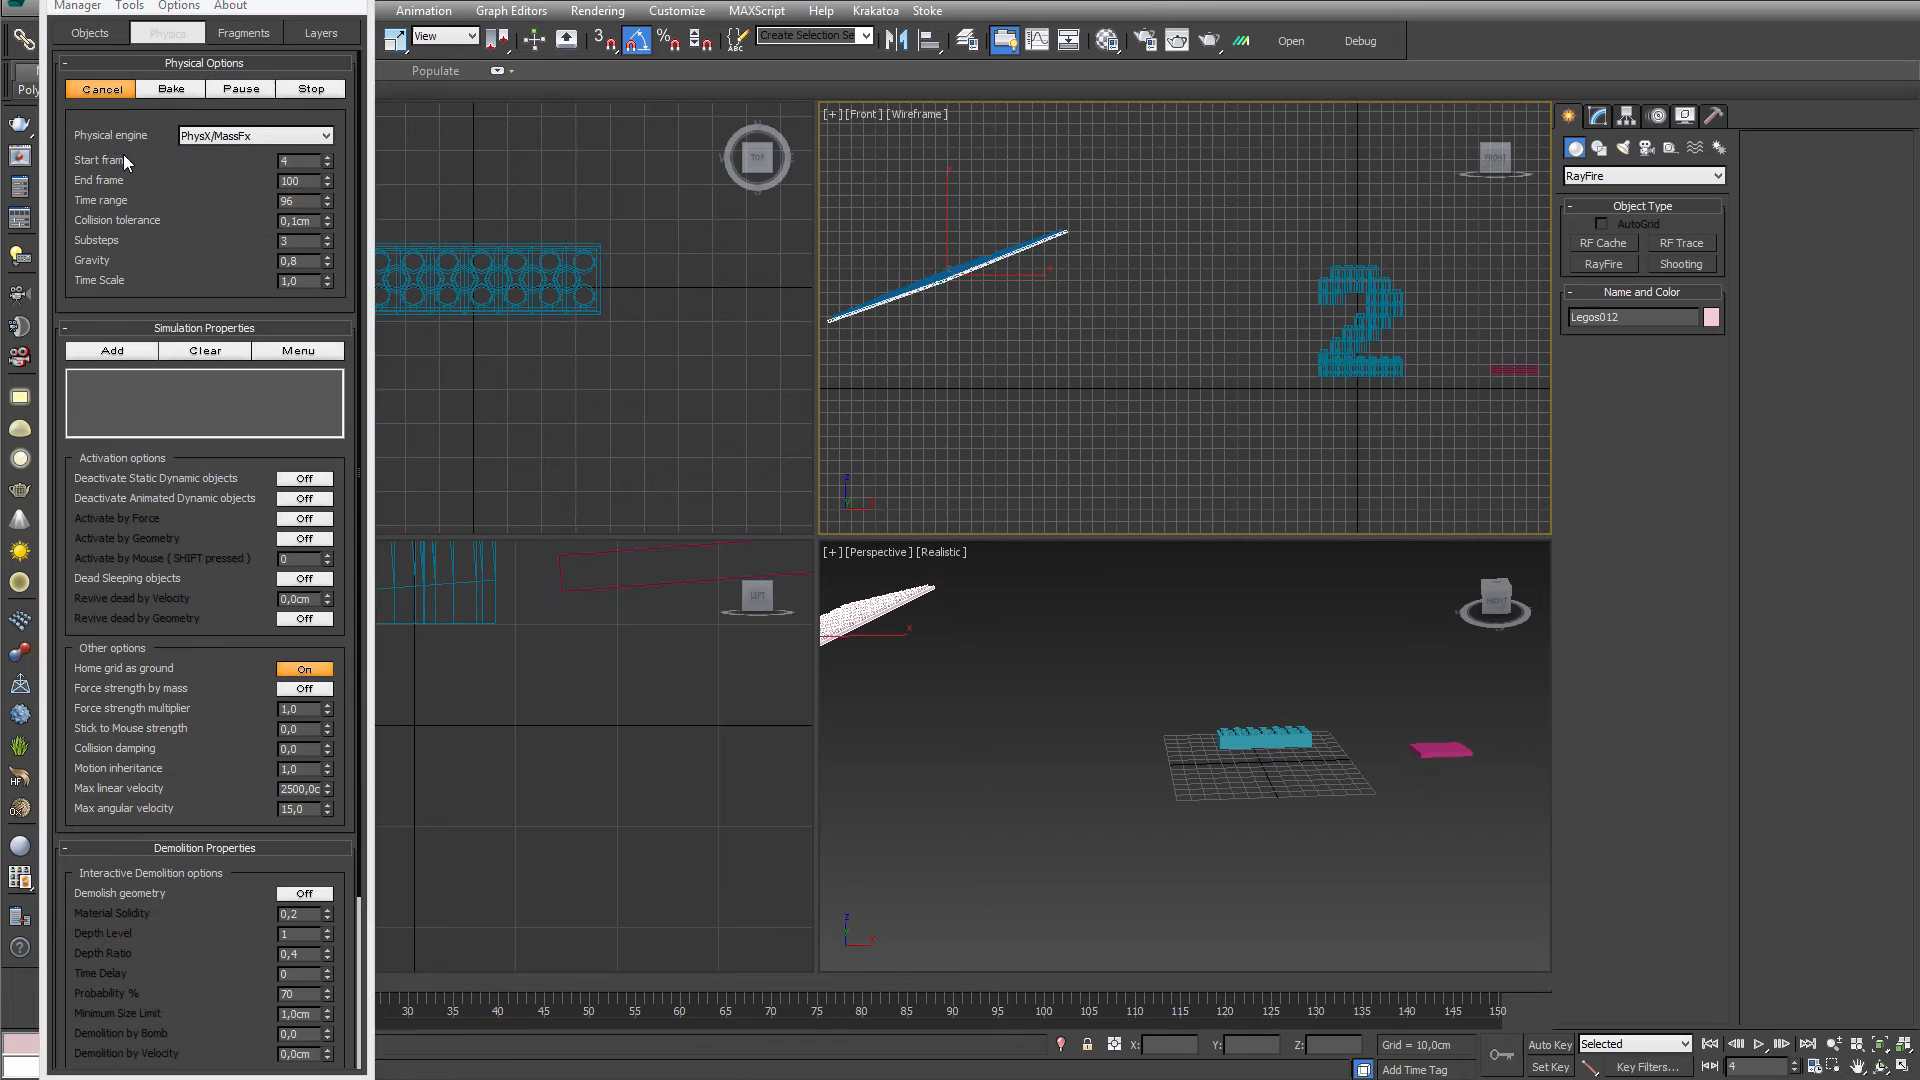 Manager Tools Options About
Animation Graph Editors Rendering Customize MAXScript Help Krakatoa Stoke
Objects Physics Fragments Layers
View
3
%
ABC
Create Selection Se
Open Debug
Populate
Poly
- Physical Options
Cancel Bake Pause Stop
Physical engine PhysX/MassFx
Start frame 4
End frame 100
Time range 96
Collision tolerance 0,1cm
Substeps 3
Gravity 0,8
Time Scale 1,0
- Simulation Properties
Add Clear Menu
Activation options
Deactivate Static Dynamic objects Off
Deactivate Animated Dynamic objects Off
Activate by Force Off
Activate by Geometry Off
Activate by Mouse ( SHIFT pressed ) 0
Dead Sleeping objects Off
Revive dead by Velocity 0,0cm
Revive dead by Geometry Off
Other options
Home grid as ground On
Force strength by mass Off
Force strength multiplier 1,0
Stick to Mouse strength 0,0
Collision damping 0,0
Motion inheritance 1,0
Max linear velocity 2500,0c
Max angular velocity 15,0
- Demolition Properties
Interactive Demolition options
Demolish geometry Off
Material Solidity 0,2
Depth Level 1
Depth Ratio 0,4
Time Delay 0
Probability % 70
Minimum Size Limit 1,0cm
Demolition by Bomb 0,0
Demolition by Velocity 0,0cm
TOP
LEFT
[+] [Front ] [Wireframe ]
FRONT
x
z
[+] [Perspective ] [Realistic ]
FRONT
x
z
RayFire
- Object Type
AutoGrid
RF Cache RF Trace
RayFire Shooting
- Name and Color
Legos012
HF
OX
30 35 40 45 50 55 60 65 70 75 80 85 90 95 100 105 110 115 120 125 130 135 140 145 150
X: Y: Z: Grid = 10,0cm
Add Time Tag
Auto Key Selected
Set Key Key Filters... 4